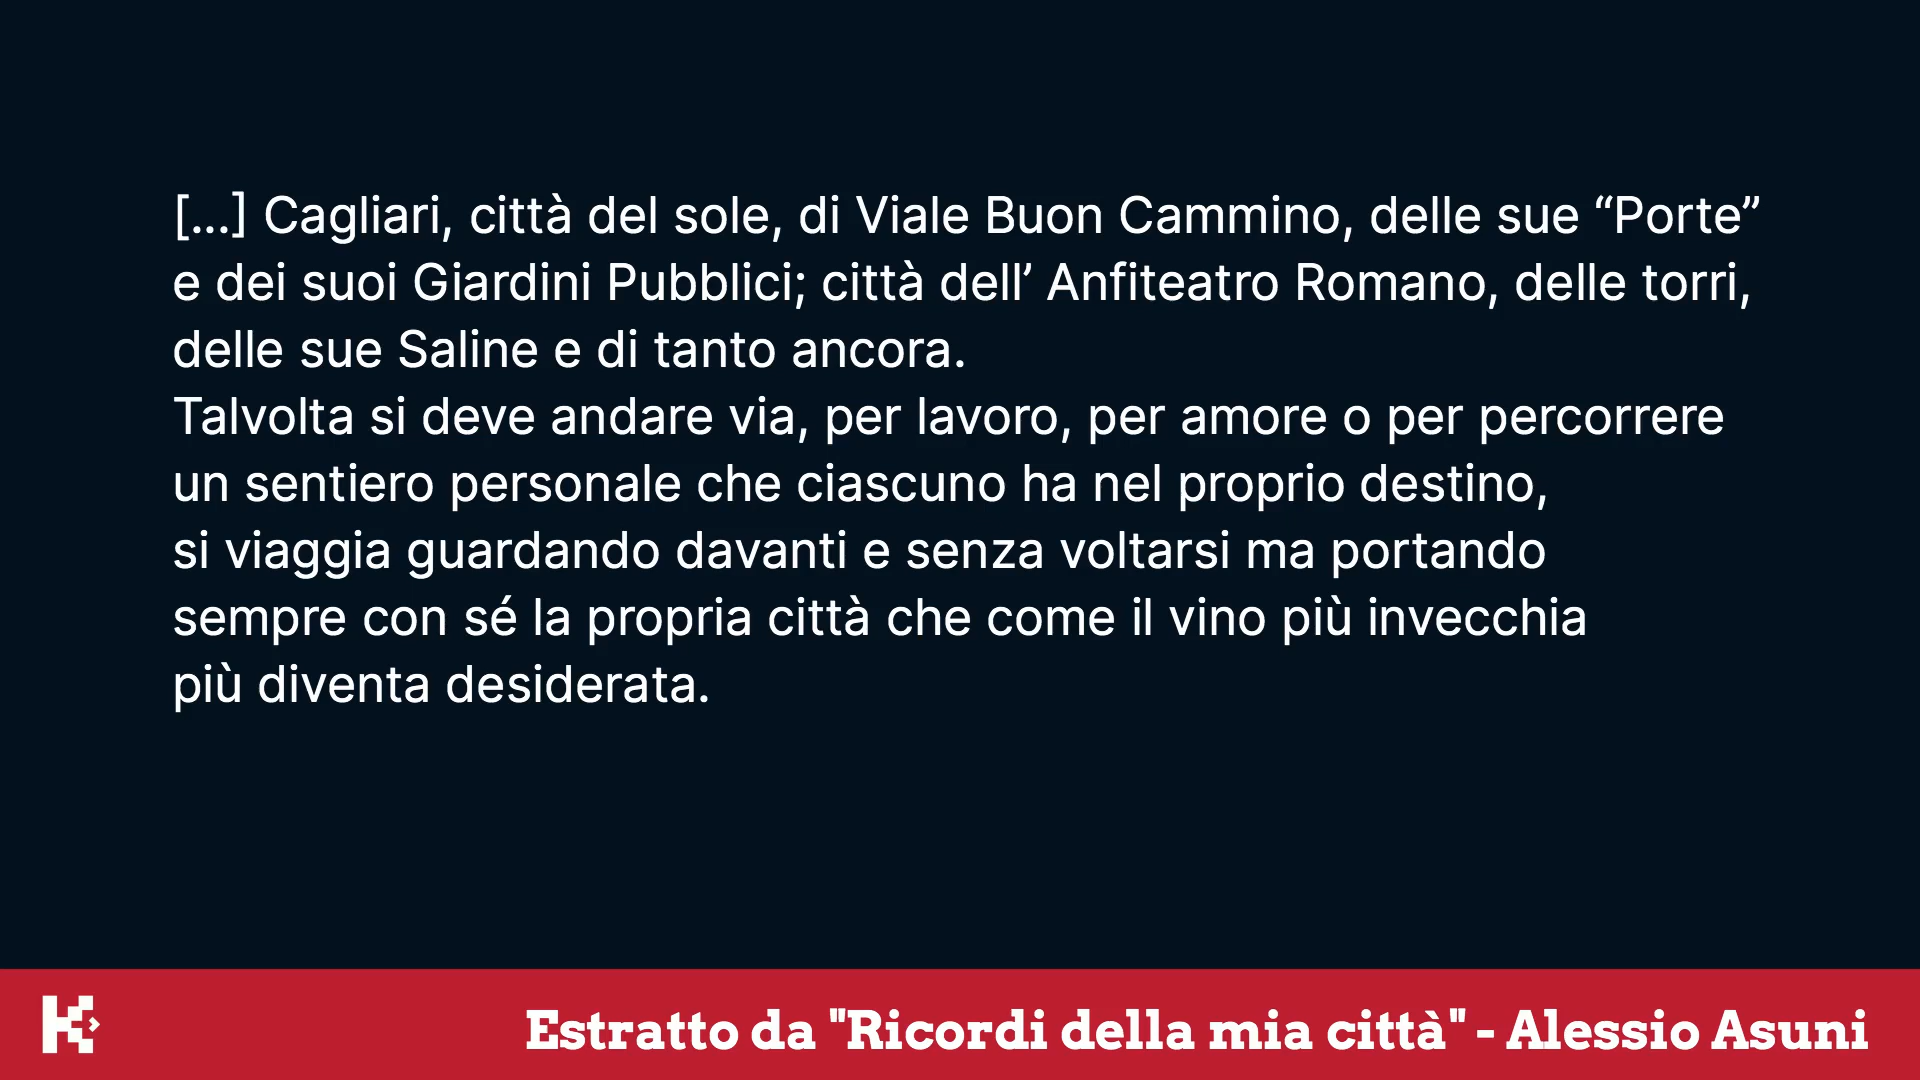 [...] Cagliari, città del sole, di Viale Buon Cammino, delle sue “Porte”
e dei suoi Giardini Pubblici; città dell’ Anfiteatro Romano, delle torri,
delle sue Saline e di tanto ancora.
Talvolta si deve andare via, per lavoro, per amore o per percorrere
un sentiero personale che ciascuno ha nel proprio destino,
si viaggia guardando davanti e senza voltarsi ma portando
sempre con sé la propria città che come il vino più invecchia
più diventa desiderata.
Estratto da "Ricordi della mia città" - Alessio Asuni